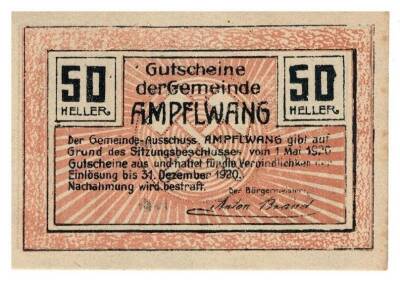 50
HELLER
Gutscheine
der Gemeinde
AMPFLWANG
50
HELLER
Der Gemeinde-Ausschuss AMPFLWANG gibt auf
Grund des Sitzungsbeschlusses vom 1 Mai 1920
Gutscheine aus und haftet für die Verbindlichkeit
Einlösung bis 31. Dezember 1920.
Nachahmung wird bestraft.
Der Bürgermeister
Anton Brand